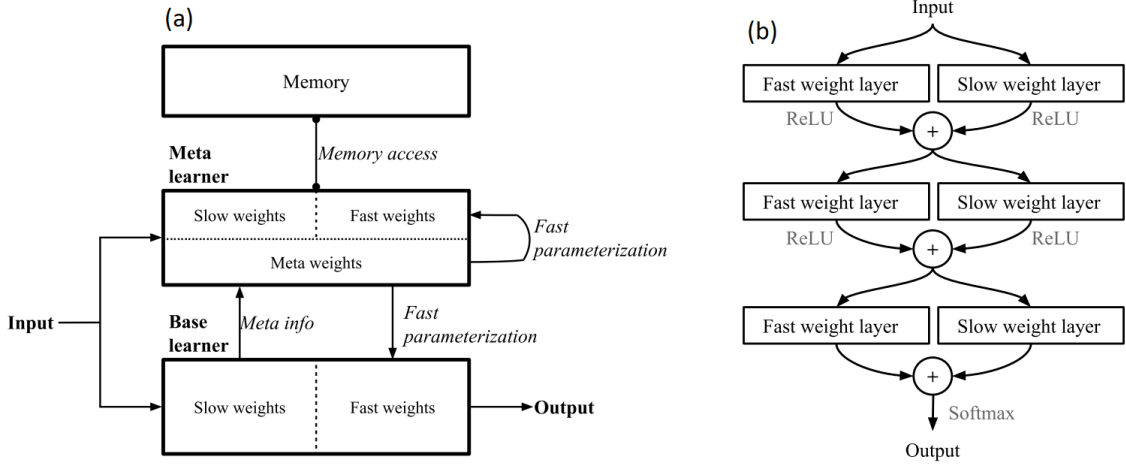 (a)
Memory
Memory access
Meta
learner
Slow weights
Fast weights
Fast
parameterization
Meta weights
Input
Base
learner
Meta info
Fast
parameterization
Slow weights
Fast weights
Output
(b)
Input
Fast weight layer
Slow weight layer
ReLU
ReLU
+
Fast weight layer
Slow weight layer
ReLU
ReLU
+
Fast weight layer
Slow weight layer
+
Softmax
Output